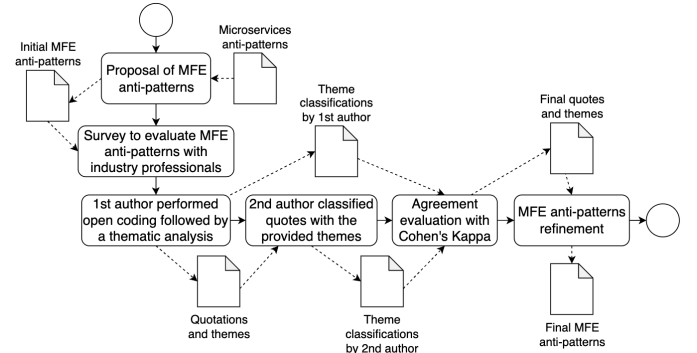 Microservices
anti-patterns
Initial MFE
anti-patterns
Proposal of MFE
anti-patterns
Survey to evaluate MFE
anti-patterns with
industry professionals
Theme
classifications
by 1st author
Final quotes
and themes
1st author performed
open coding followed by
a thematic analysis
2nd author classified
quotes with the
provided themes
Agreement
evaluation with
Cohen's Kappa
MFE anti-patterns
refinement
Quotations
and themes
Theme
classifications
by 2nd author
Final MFE
anti-patterns